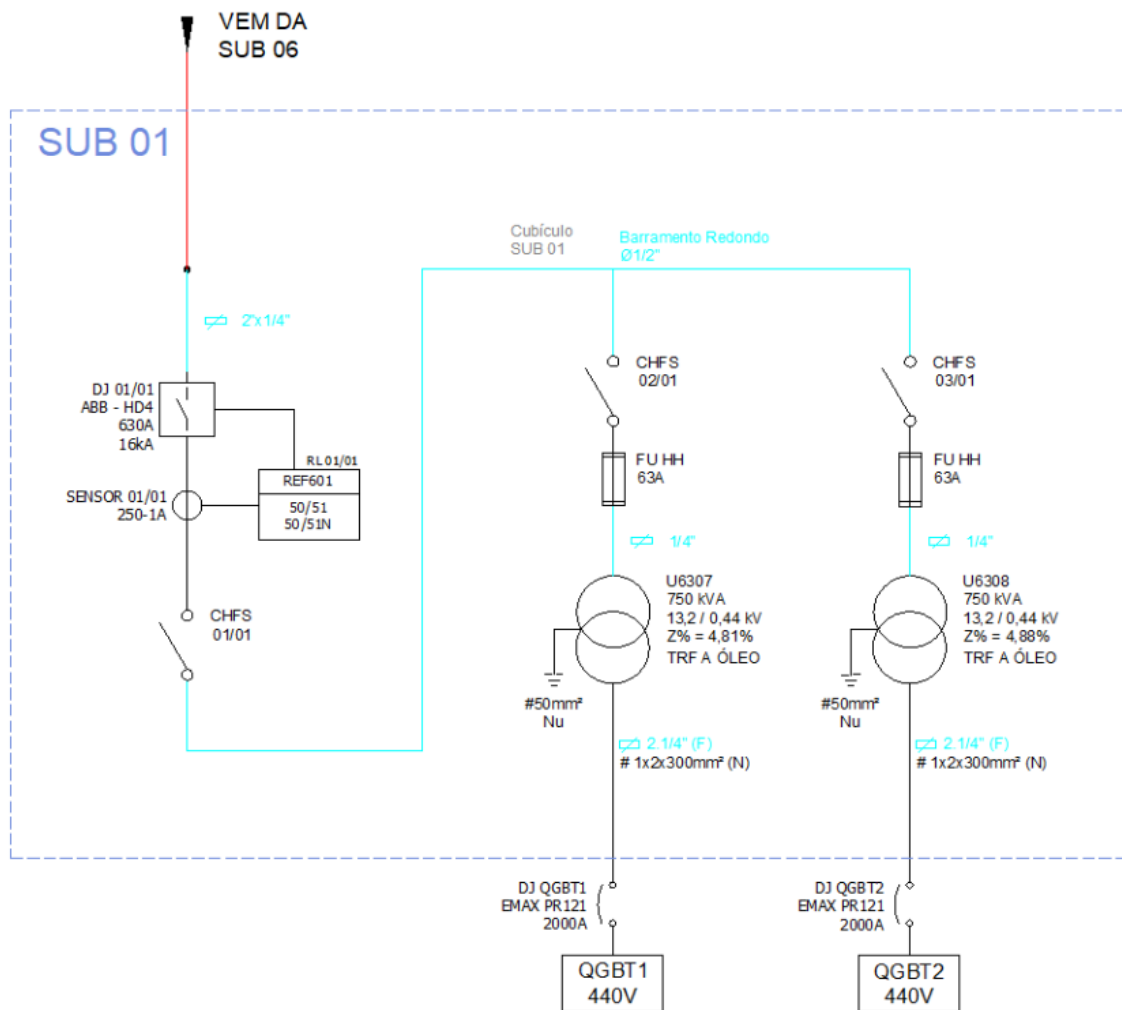 VEM DA
SUB 06
SUB 01
Cubículo
SUB 01
Barramento Redondo
Ø1/2"
2"x1/4"
DJ 01/01
ABB - HD4
630A
16kA
RL 01/01
REF601
50/51
50/51N
SENSOR 01/01
250-1A
CHFS
01/01
CHFS
02/01
FU HH
63A
1/4"
U6307
750 kVA
13,2 / 0,44 kV
Z% = 4,81%
TRF A ÓLEO
#50mm²
Nu
2.1/4" (F)
# 1x2x300mm² (N)
DJ QGBT1
EMAX PR121
2000A
QGBT1
440V
CHFS
03/01
FU HH
63A
1/4"
U6308
750 kVA
13,2 / 0,44 kV
Z% = 4,88%
TRF A ÓLEO
#50mm²
Nu
2.1/4" (F)
# 1x2x300mm² (N)
DJ QGBT2
EMAX PR121
2000A
QGBT2
440V